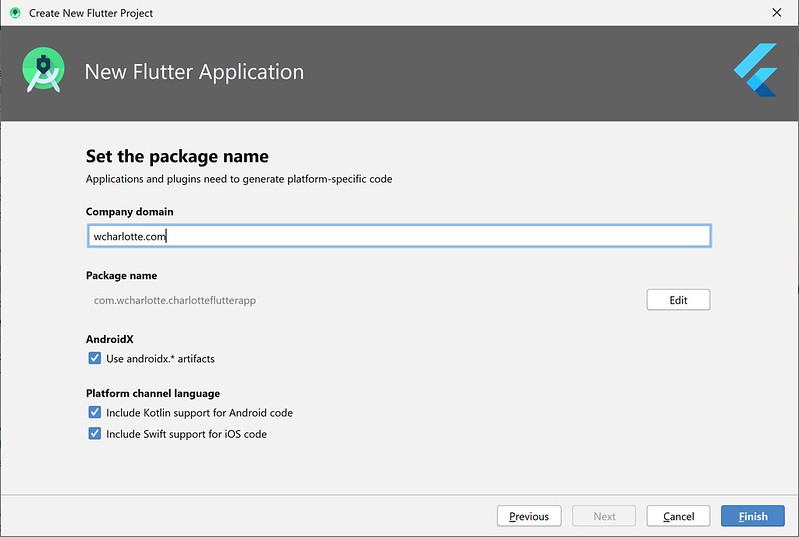 Create New Flutter Project
New Flutter Application
Set the package name
Applications and plugins need to generate platform-specific code
Company domain
wcharlotte.com
Package name
com.wcharlotte.charlotteflutterapp
Edit
AndroidX
Use androidx.* artifacts
Platform channel language
Include Kotlin support for Android code
Include Swift support for iOS code
Previous Next Cancel Finish